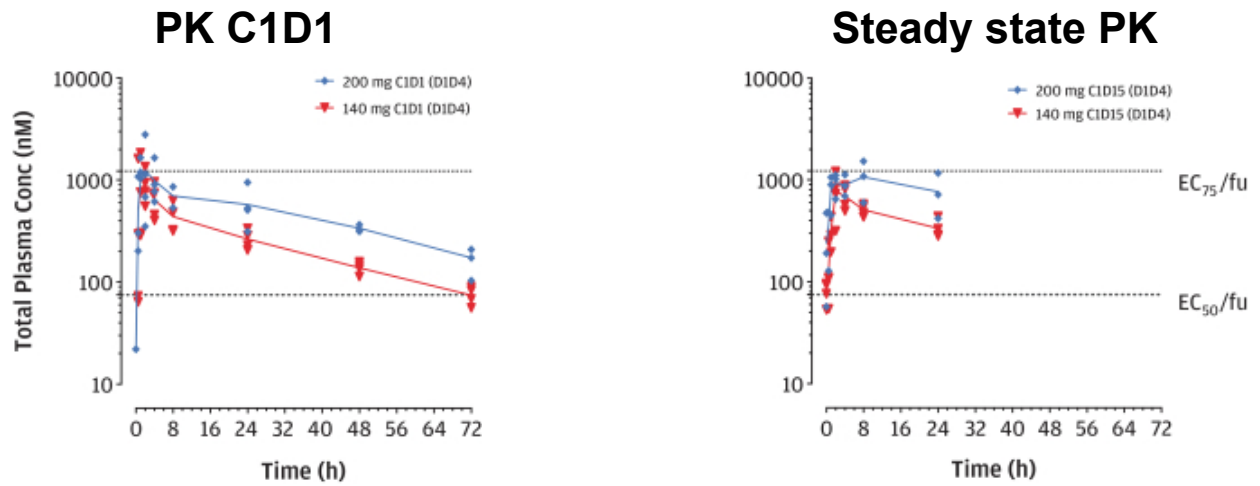 PK C1D1
Steady state PK
Total Plasma Conc (nM)
10000
1000
100
10
200 mg C1D1 (D1D4)
140 mg C1D1 (D1D4)
0 8 16 24 32 40 48 56 64 72
Time (h)
10000
1000
100
10
200 mg C1D15 (D1D4)
140 mg C1D15 (D1D4)
EC75/fu
EC50/fu
0 8 16 24 32 40 48 56 64 72
Time (h)